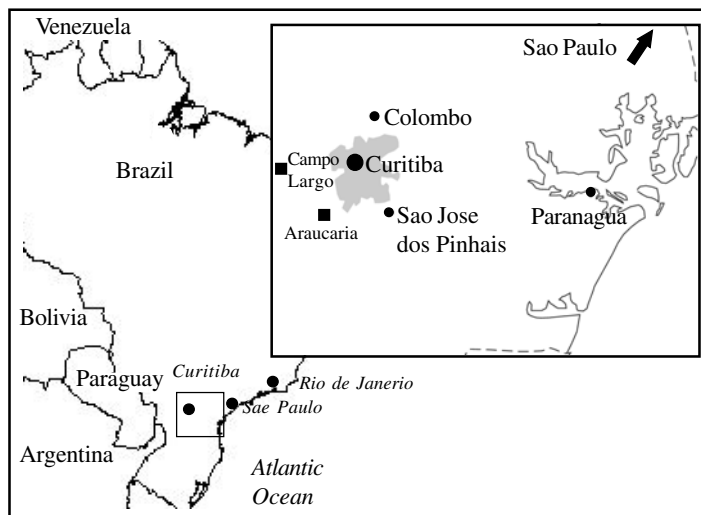 Venezuela
Brazil
Bolivia
Paraguay
Argentina
Curitiba
Rio de Janerio
Sae Paulo
Atlantic
Ocean
Sao Paulo
Colombo
Campo
Largo
Curitiba
Araucaria
Sao Jose
dos Pinhais
Paranagua